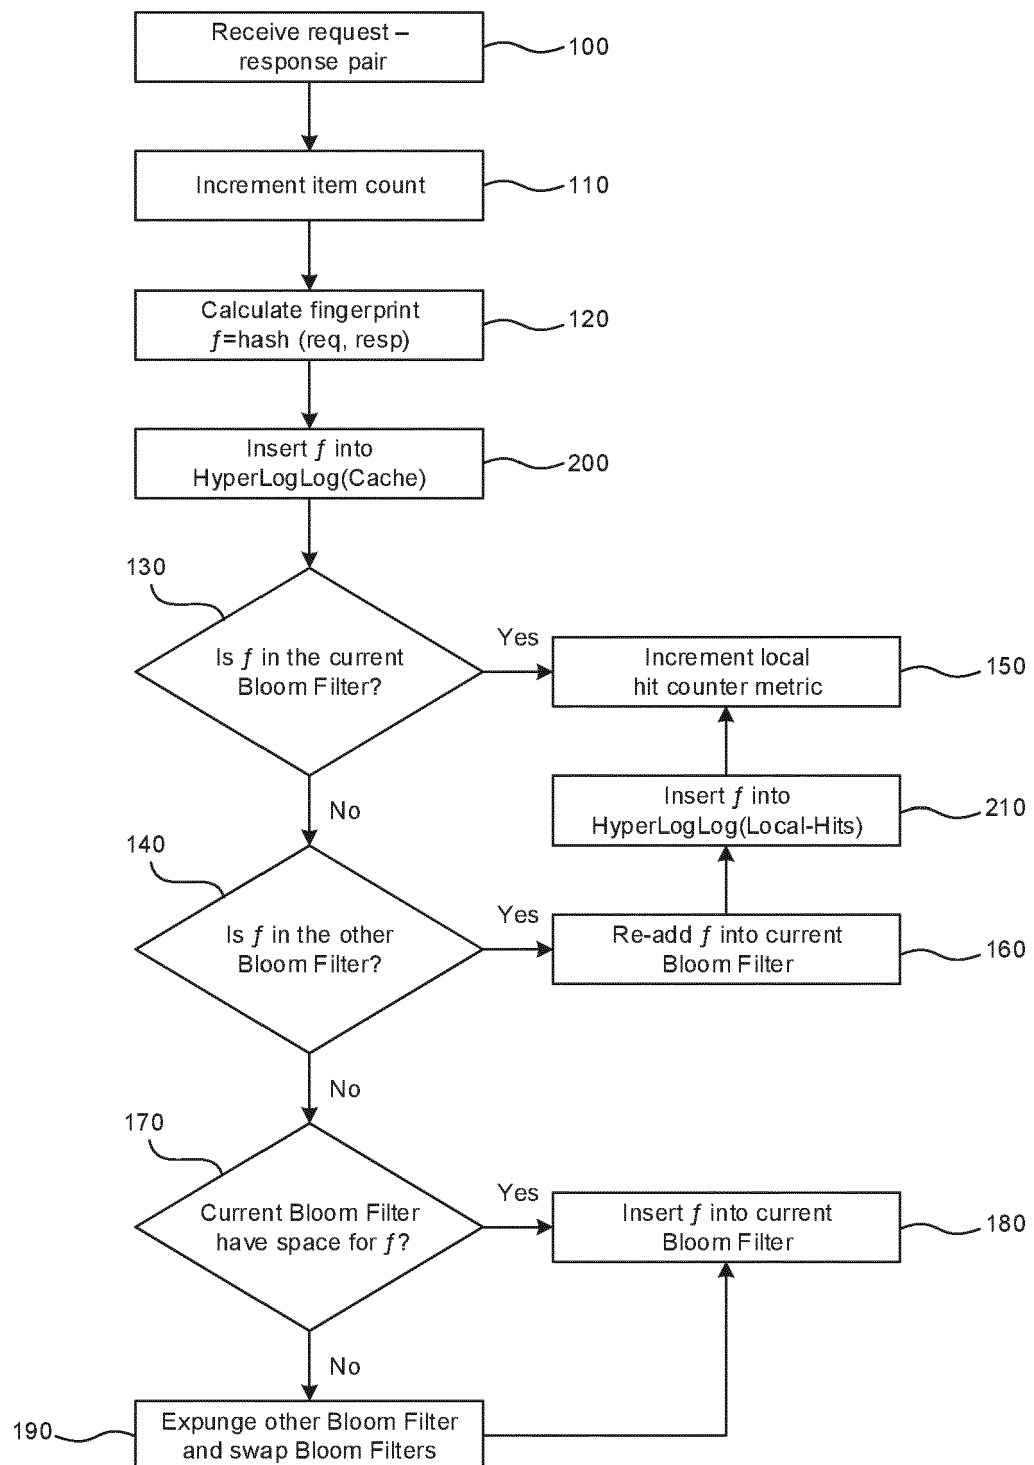 Receive request –
response pair
100
Increment item count
110
Calculate fingerprint
ƒ=hash (req, resp)
120
Insert ƒ into
HyperLogLog(Cache)
200
130
Is ƒ in the current
Bloom Filter?
Yes
Increment local
hit counter metric
150
No
Insert ƒ into
HyperLogLog(Local-Hits)
210
140
Is ƒ in the other
Bloom Filter?
Yes
Re-add ƒ into current
Bloom Filter
160
No
170
Current Bloom Filter
have space for ƒ?
Yes
Insert ƒ into current
Bloom Filter
180
No
190
Expunge other Bloom Filter
and swap Bloom Filters